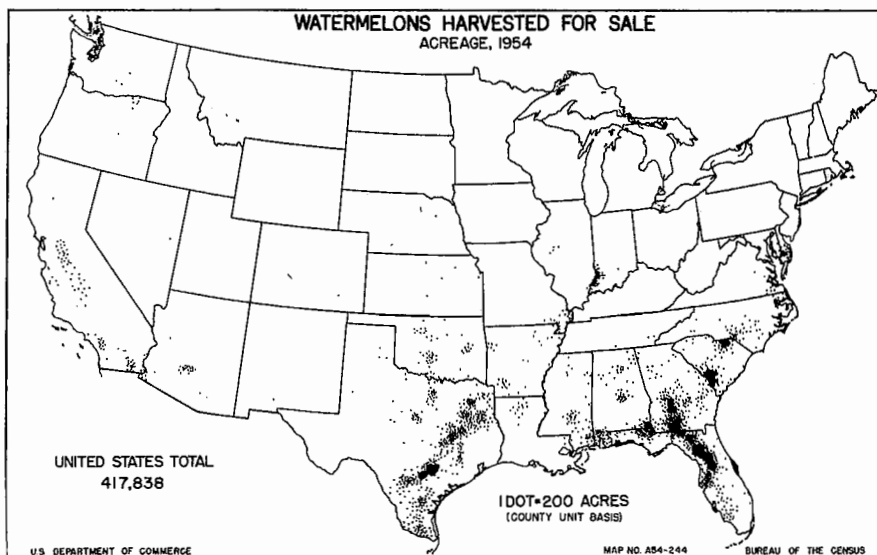 WATERMELONS HARVESTED FOR SALE
ACREAGE, 1954
UNITED STATES TOTAL
417,838
1 DOT=200 ACRES
(COUNTY UNIT BASIS)
U.S. DEPARTMENT OF COMMERCE
MAP NO. A54-244
BUREAU OF THE CENSUS